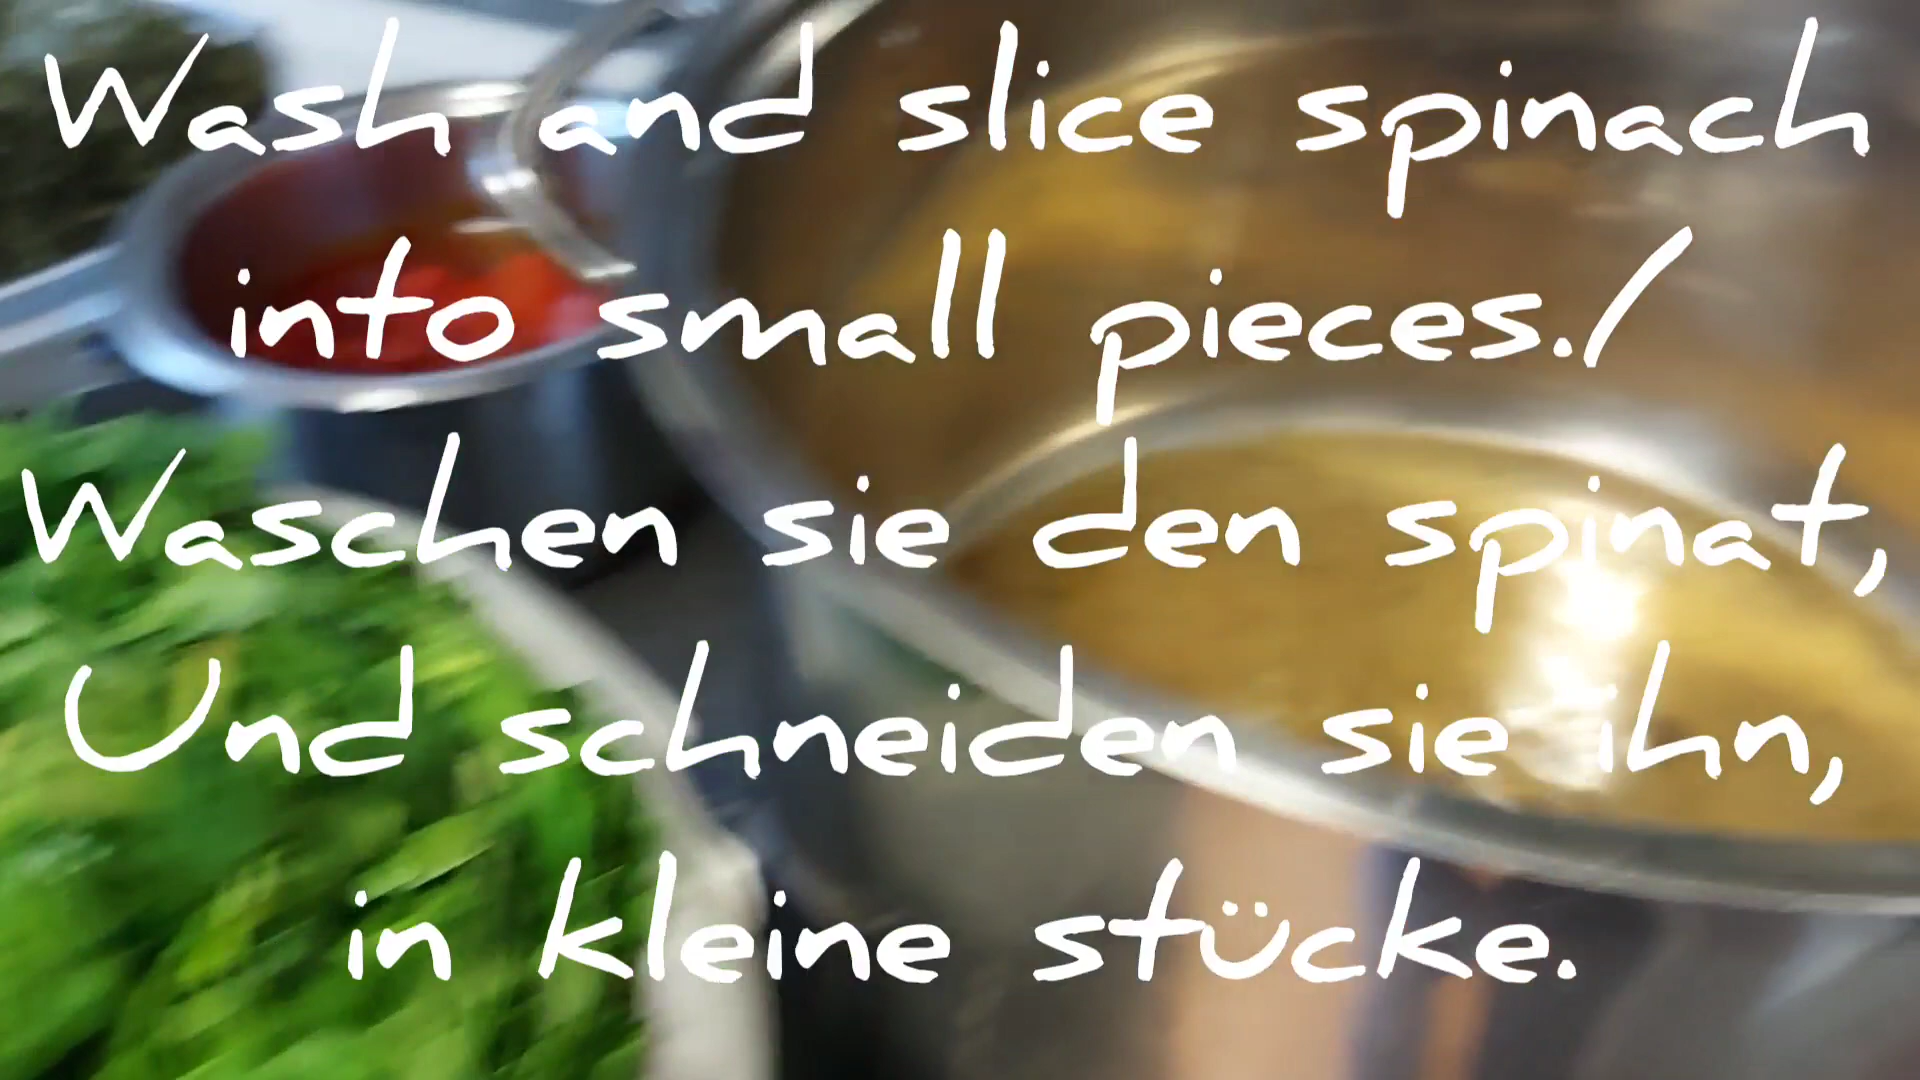 Wash and slice spinach
into small pieces./
Waschen sie den spinat,
Und schneiden sie ihn,
in kleine stücke.